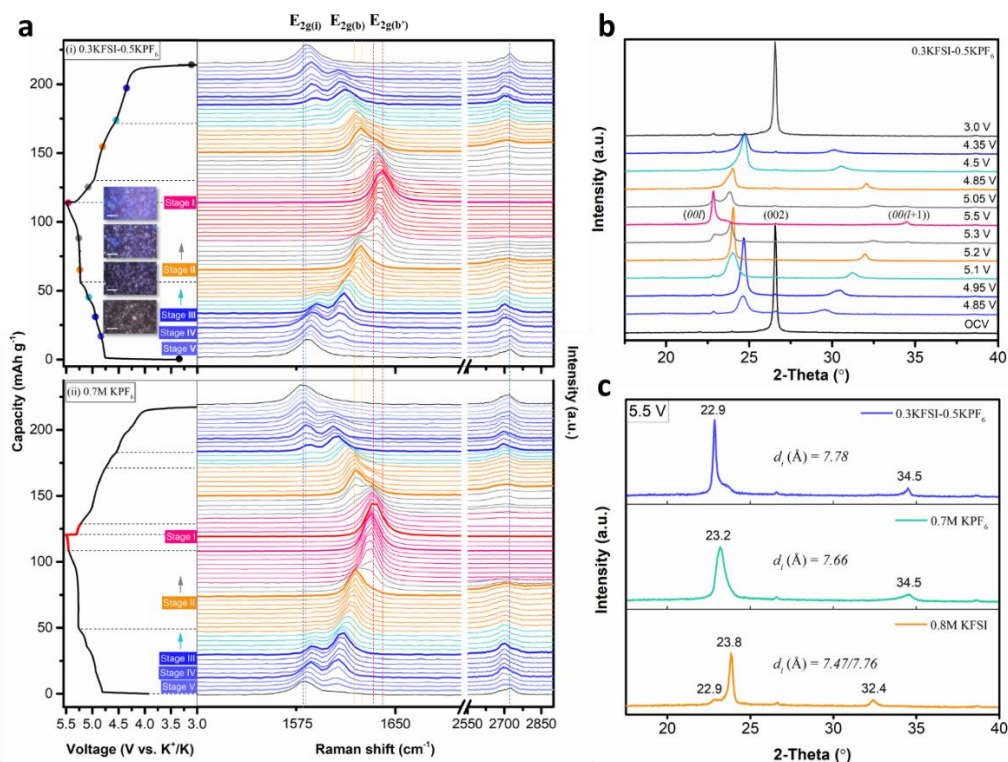 a
E2g(i) E2g(b) E2g(b')
(i) 0.3KFSI-0.5KPF6
200
150
100
50
0
Stage I
Stage II
Stage III
Stage IV
Stage V
(ii) 0.7M KPF6
200
150
100
50
0
Stage I
Stage II
Stage III
Stage IV
Stage V
Capacity (mAh g-1)
Intensity (a.u.)
5.5 5.0 4.5 4.0 3.5 3.0
1575 1650 2550 2700 2850
Voltage (V vs. K+/K)
Raman shift (cm-1)
b
0.3KFSI-0.5KPF6
3.0 V
4.35 V
4.5 V
4.85 V
5.05 V
5.5 V
5.3 V
5.2 V
5.1 V
4.95 V
4.85 V
OCV
(00l) (002) (00(l+1))
Intensity (a.u.)
20 25 30 35 40
2-Theta (°)
c
5.5 V
0.3KFSI-0.5KPF6
22.9
di (Å) = 7.78
34.5
0.7M KPF6
23.2
di (Å) = 7.66
34.5
0.8M KFSI
23.8
di (Å) = 7.47/7.76
22.9
32.4
Intensity (a.u.)
20 25 30 35 40
2-Theta (°)